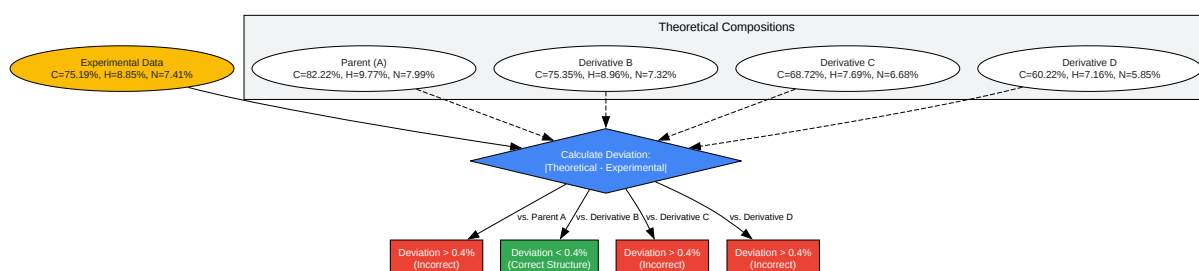 Theoretical Compositions
Experimental Data
C=75.19%, H=8.85%, N=7.41%
Parent (A)
C=82.22%, H=9.77%, N=7.99%
Derivative B
C=75.35%, H=8.96%, N=7.32%
Derivative C
C=68.72%, H=7.69%, N=6.68%
Derivative D
C=60.22%, H=7.16%, N=5.85%
Calculate Deviation:
|Theoretical - Experimental|
vs. Parent A
vs. Derivative B
vs. Derivative C
vs. Derivative D
Deviation > 0.4%
(Incorrect)
Deviation < 0.4%
(Correct Structure)
Deviation > 0.4%
(Incorrect)
Deviation > 0.4%
(Incorrect)